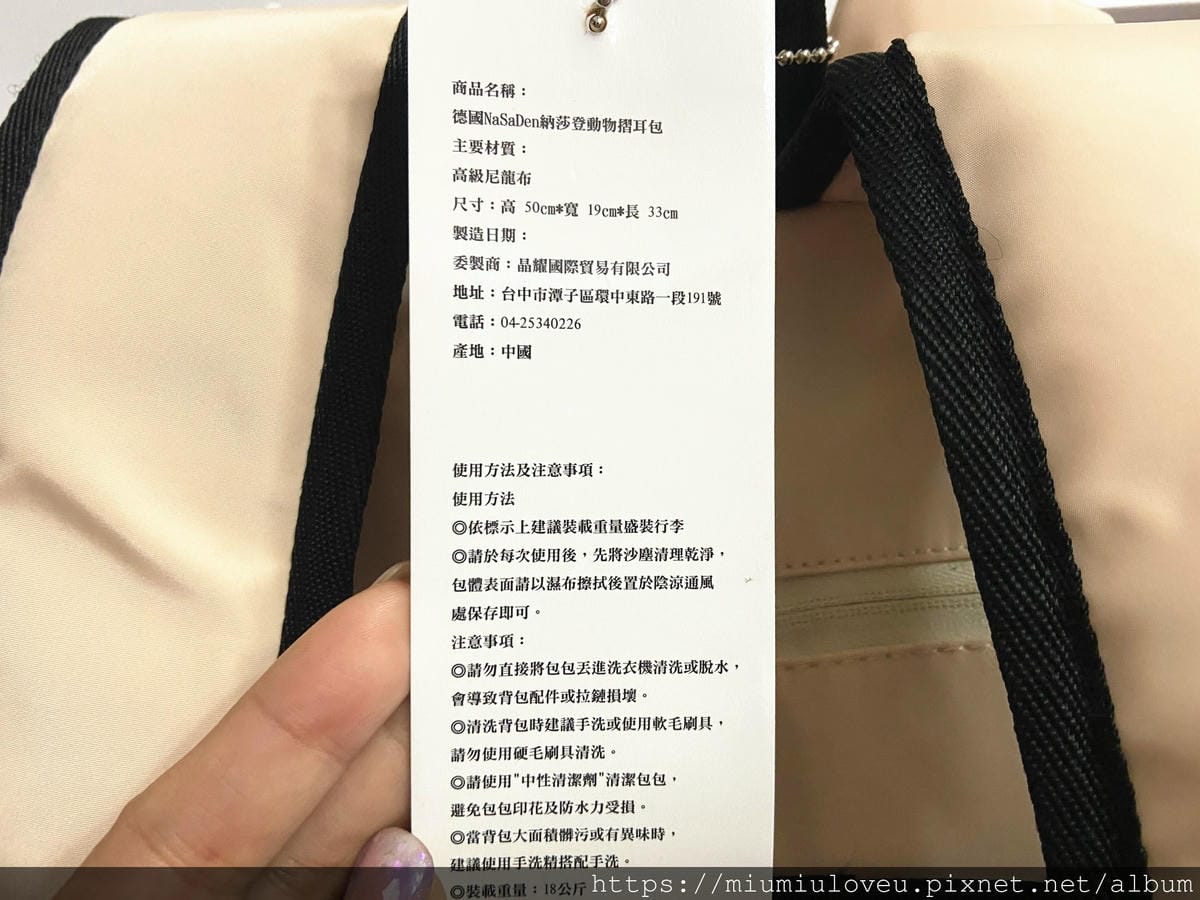 商品名稱：
德國NaSaDen納莎登動物摺耳包
主要材質：
高級尼龍布
尺寸：高 50cm*寬 19cm*長 33cm
製造日期：
委製商：晶耀國際貿易有限公司
地址：台中市潭子區環中東路一段191號
電話：04-25340226
產地：中國
使用方法及注意事項：
使用方法
◎依標示上建議裝載重量盛裝行李
◎請於每次使用後，先將沙塵清理乾淨，
包體表面請以濕布擦拭後置於陰涼通風
處保存即可。
注意事項：
◎請勿直接將包包丟進洗衣機清洗或脫水，
會導致背包配件或拉鏈損壞。
◎清洗背包時建議手洗或使用軟毛刷具，
請勿使用硬毛刷具清洗。
◎請使用"中性清潔劑"清潔包包，
避免包包印花及防水力受損。
◎當背包大面積髒污或有異味時，
建議使用手洗精搭配手洗。
◎裝載重量：18公斤
https://miumiuloveu.pixnet.net/album